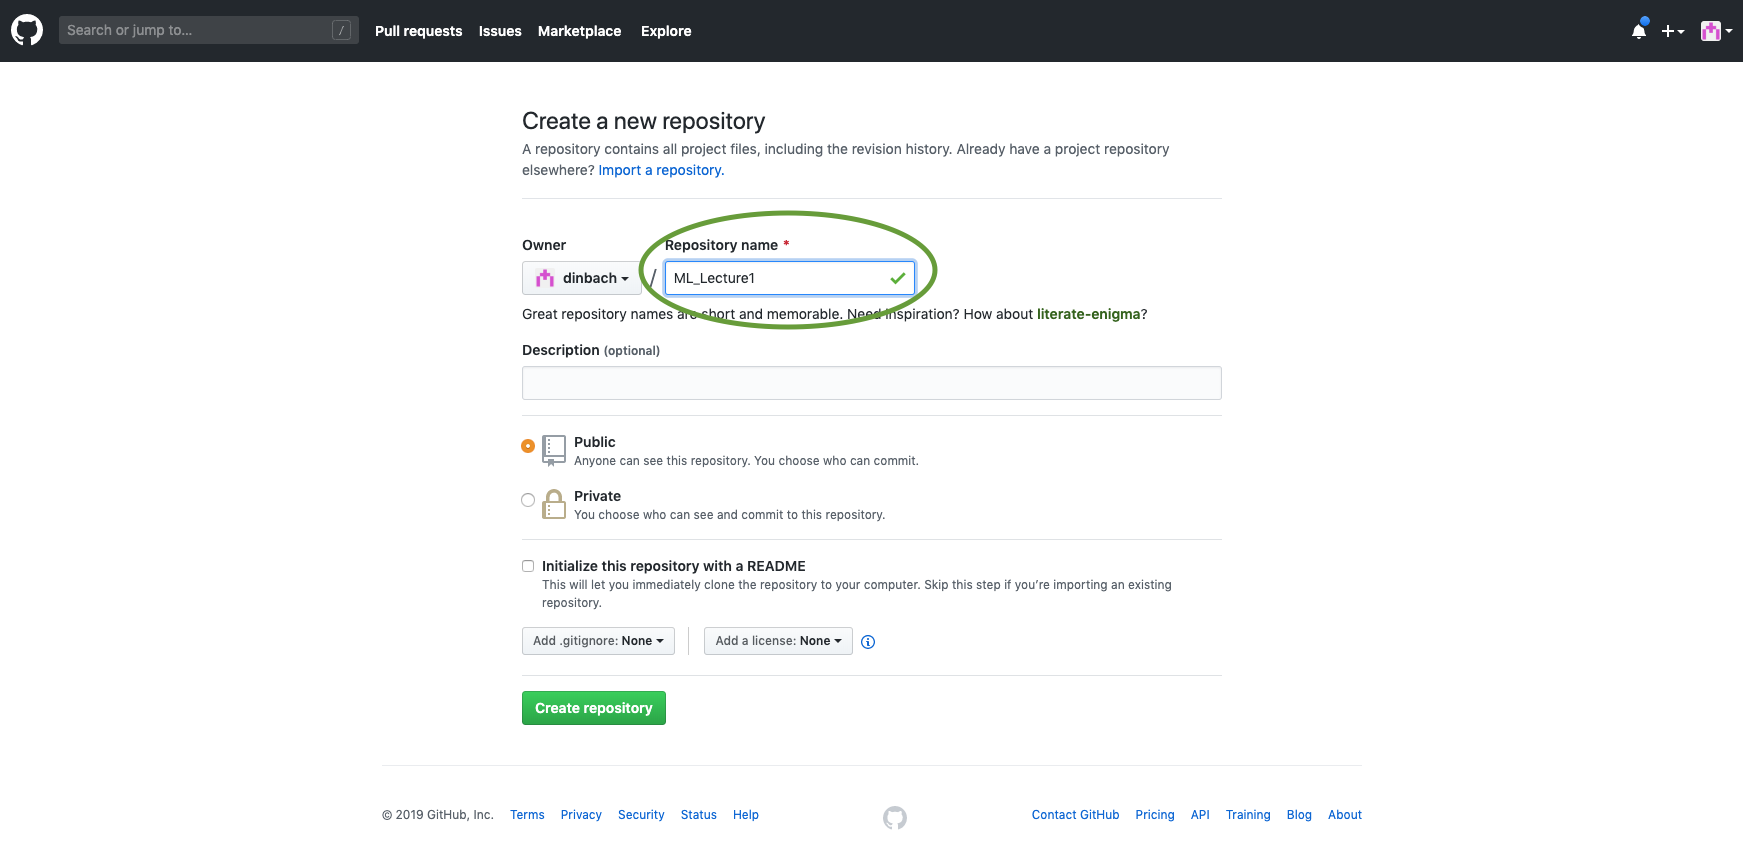 Search or jump to... /
Pull requests Issues Marketplace Explore
Create a new repository
A repository contains all project files, including the revision history. Already have a project repository
elsewhere? Import a repository.
Owner Repository name *
dinbach / ML_Lecture1
Great repository names are short and memorable. Need inspiration? How about literate-enigma?
Description (optional)
Public
Anyone can see this repository. You choose who can commit.
Private
You choose who can see and commit to this repository.
Initialize this repository with a README
This will let you immediately clone the repository to your computer. Skip this step if you’re importing an existing
repository.
Add .gitignore: None Add a license: None
Create repository
© 2019 GitHub, Inc. Terms Privacy Security Status Help Contact GitHub Pricing API Training Blog About